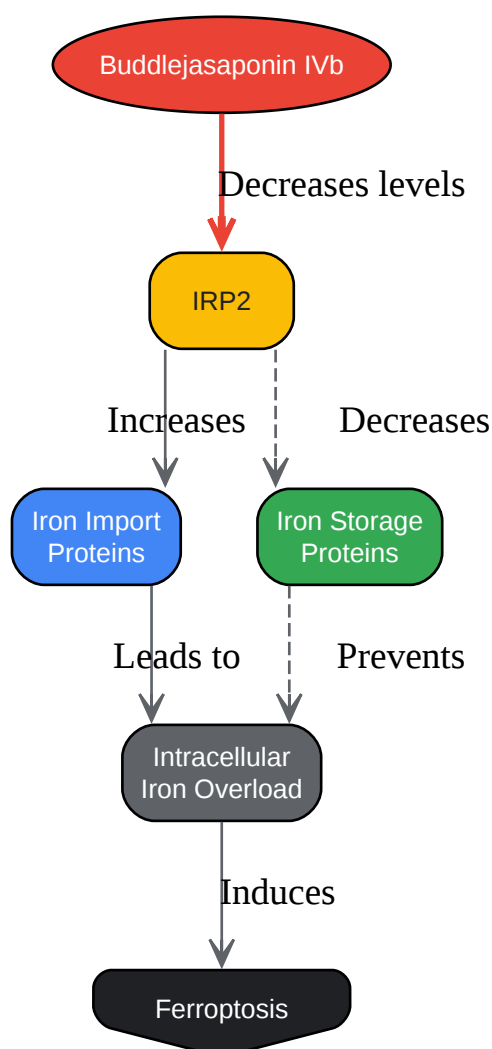 Buddlejasaponin IVb
Decreases levels
IRP2
Increases
Decreases
Iron Import
Proteins
Iron Storage
Proteins
Leads to
Prevents
Intracellular
Iron Overload
Induces
Ferroptosis